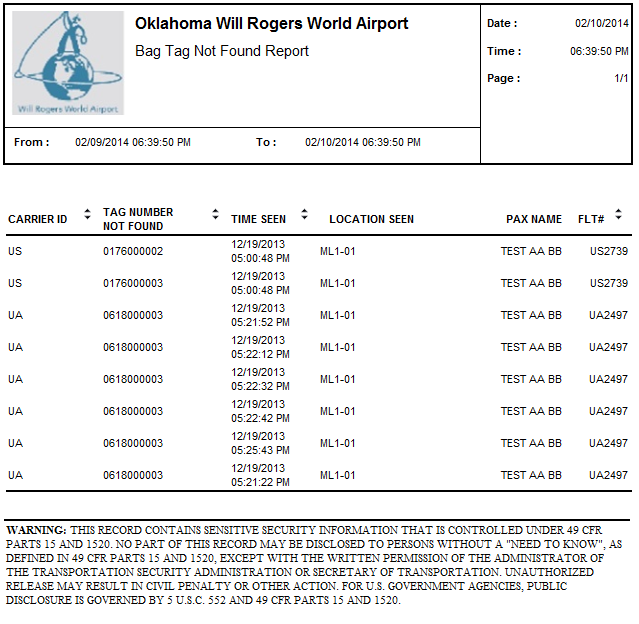 Oklahoma Will Rogers World Airport
Bag Tag Not Found Report
Will Rogers World Airport
Date : 02/10/2014
Time : 06:39:50 PM
Page : 1/1
From : 02/09/2014 06:39:50 PM To : 02/10/2014 06:39:50 PM
CARRIER ID TAG NUMBER NOT FOUND TIME SEEN LOCATION SEEN PAX NAME FLT#
US 0176000002 12/19/2013 05:00:48 PM ML1-01 TEST AA BB US2739
US 0176000003 12/19/2013 05:00:48 PM ML1-01 TEST AA BB US2739
UA 0618000003 12/19/2013 05:21:52 PM ML1-01 TEST AA BB UA2497
UA 0618000003 12/19/2013 05:22:12 PM ML1-01 TEST AA BB UA2497
UA 0618000003 12/19/2013 05:22:32 PM ML1-01 TEST AA BB UA2497
UA 0618000003 12/19/2013 05:22:42 PM ML1-01 TEST AA BB UA2497
UA 0618000003 12/19/2013 05:25:43 PM ML1-01 TEST AA BB UA2497
UA 0618000003 12/19/2013 05:21:22 PM ML1-01 TEST AA BB UA2497
WARNING: THIS RECORD CONTAINS SENSITIVE SECURITY INFORMATION THAT IS CONTROLLED UNDER 49 CFR
PARTS 15 AND 1520. NO PART OF THIS RECORD MAY BE DISCLOSED TO PERSONS WITHOUT A "NEED TO KNOW", AS
DEFINED IN 49 CFR PARTS 15 AND 1520, EXCEPT WITH THE WRITTEN PERMISSION OF THE ADMINISTRATOR OF
THE TRANSPORTATION SECURITY ADMINISTRATION OR SECRETARY OF TRANSPORTATION. UNAUTHORIZED
RELEASE MAY RESULT IN CIVIL PENALTY OR OTHER ACTION. FOR U.S. GOVERNMENT AGENCIES, PUBLIC
DISCLOSURE IS GOVERNED BY 5 U.S.C. 552 AND 49 CFR PARTS 15 AND 1520.